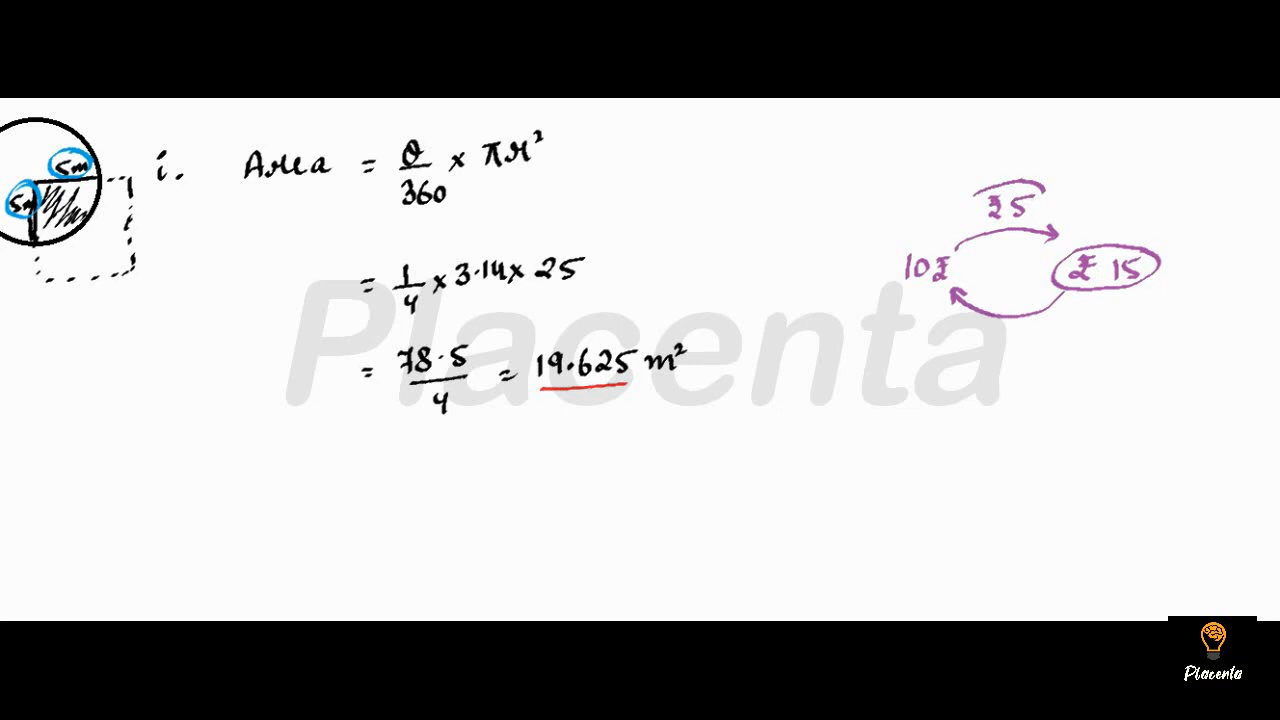 5m
5m
i. Area = θ/360 × πr²
= 1/4 × 3.14 × 25
= 78.5/4 = 19.625 m²
₹5
10₹
₹ 15
Placenta
Placenta